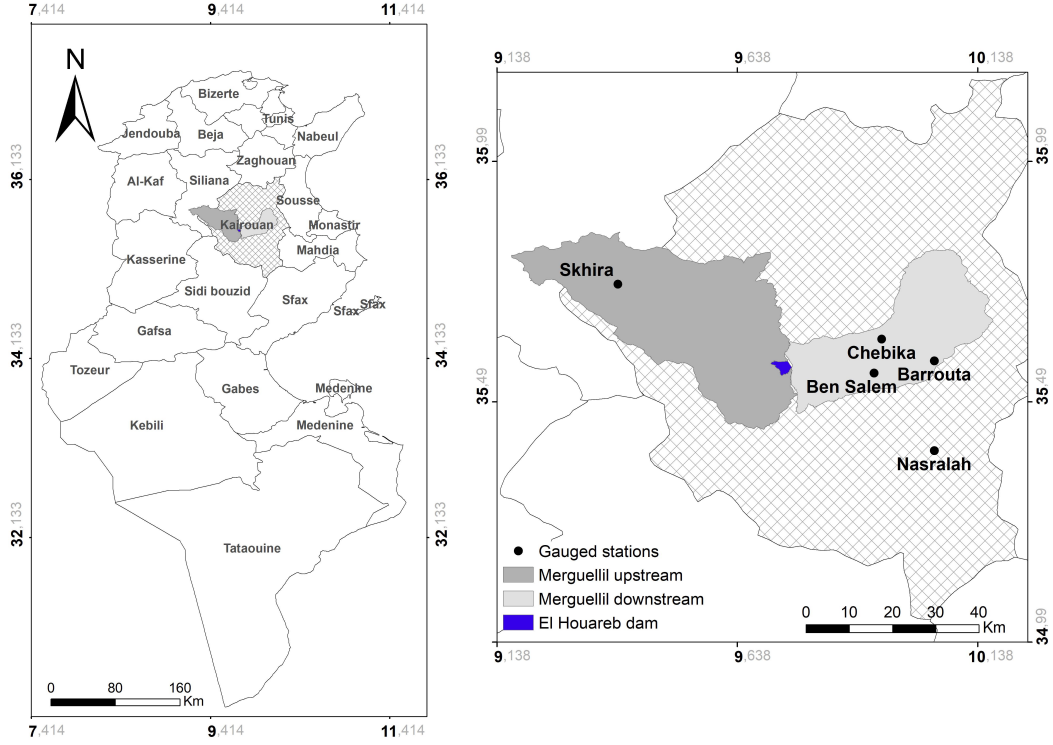 7,414
9,414
11,414
N
36,133
34,133
32,133
36,133
34,133
32,133
Bizerte
Tunis
Jendouba
Beja
Nabeul
Zaghouan
Al-Kaf
Siliana
Sousse
Kairouan
Monastir
Mahdia
Kasserine
Sidi bouzid
Sfax
Sfax
Sfax
Gafsa
Tozeur
Gabes
Medenine
Kebili
Medenine
Tataouine
0 80 160
Km
7,414
9,414
11,414
9,138
9,638
10,138
35,99
35,49
34,99
35,99
35,49
34,99
Skhira
Chebika
Barrouta
Ben Salem
Nasralah
Gauged stations
Merguellil upstream
Merguellil downstream
El Houareb dam
0 10 20 30 40
Km
9,138
9,638
10,138